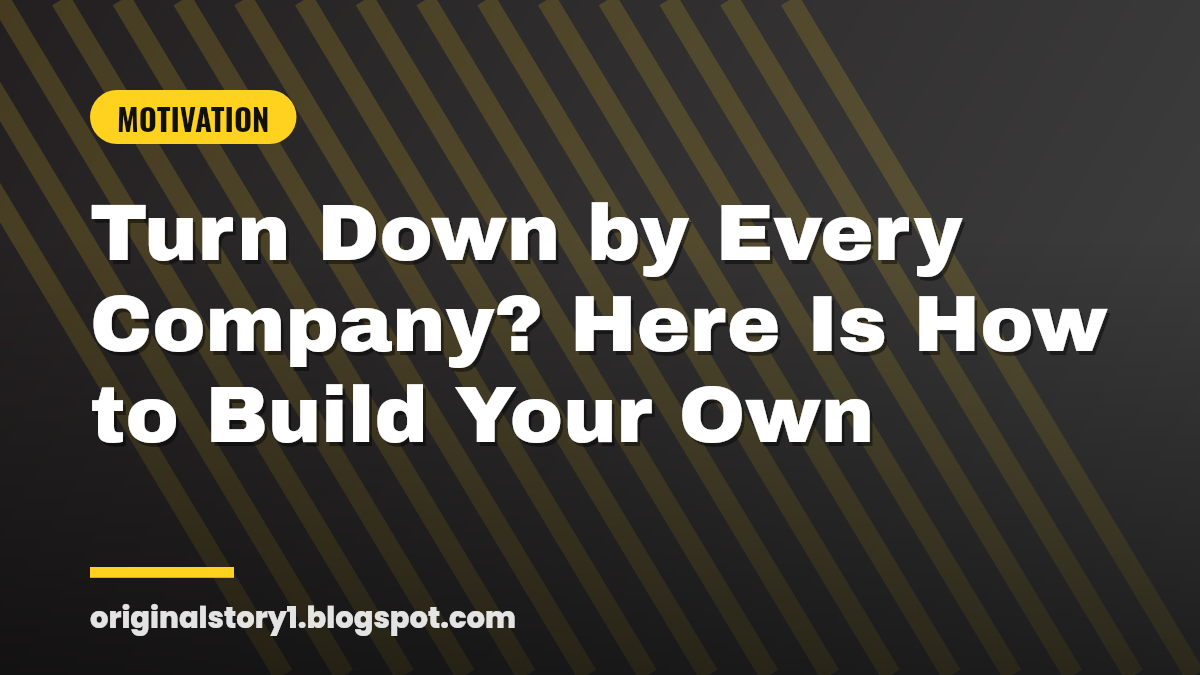 MOTIVATION
Turn Down by Every
Company? Here Is How
to Build Your Own
originalstory1.blogspot.com